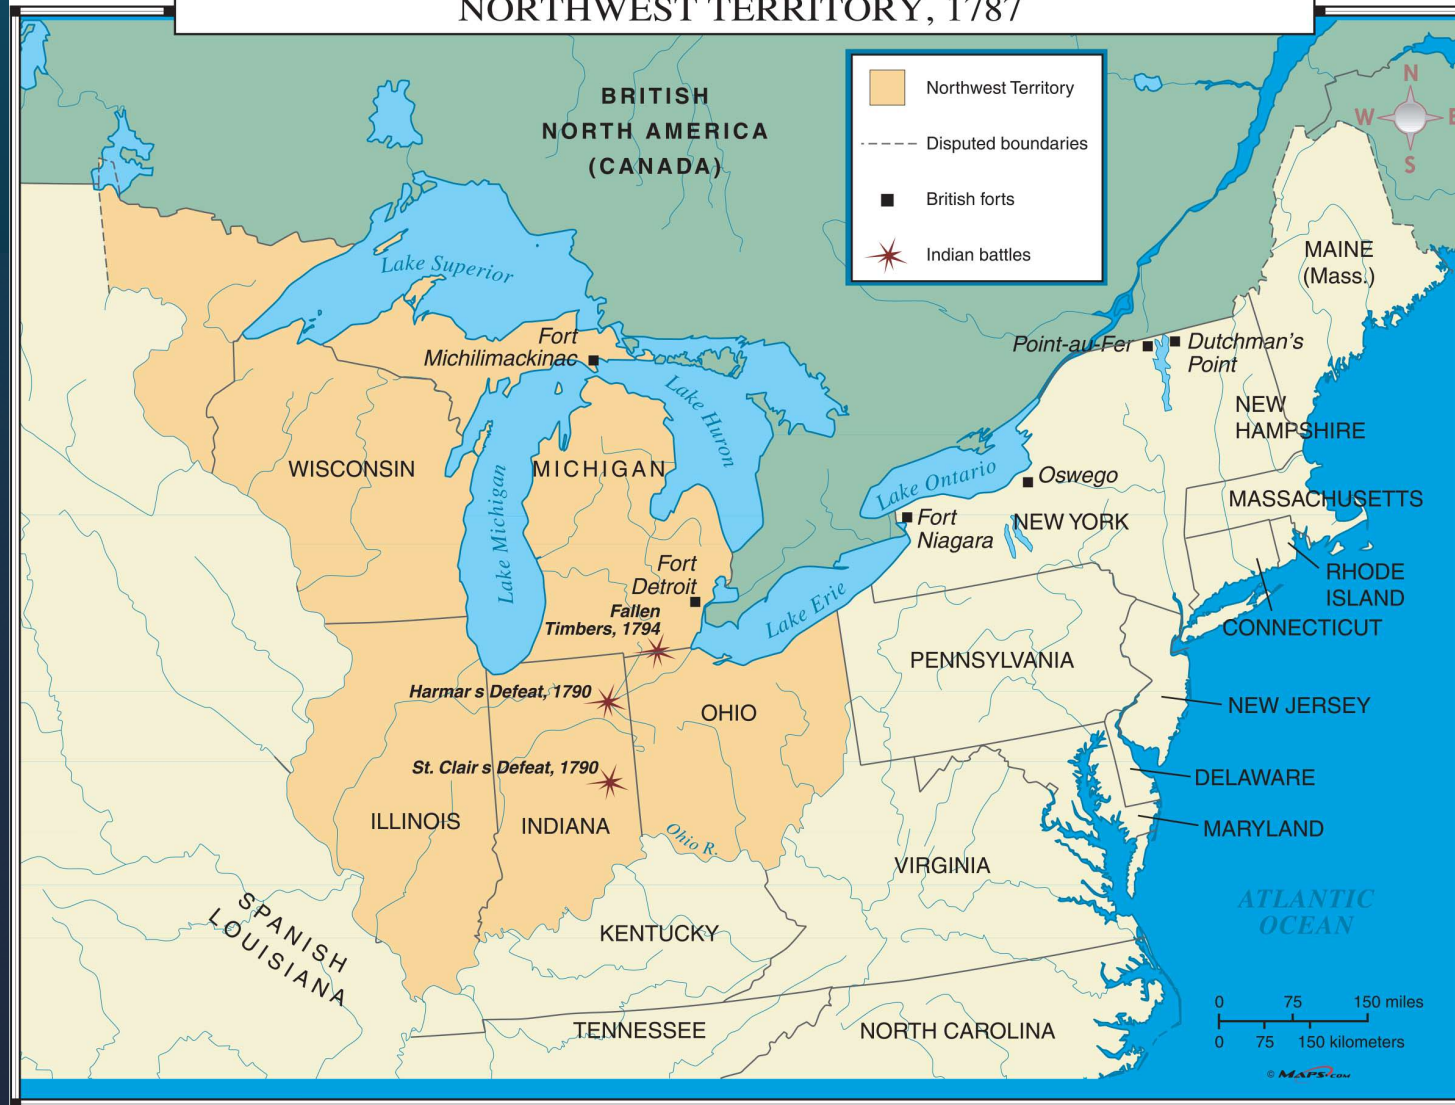 NORTHWEST TERRITORY, 1787
BRITISH
NORTH AMERICA
(CANADA)
Northwest Territory
Disputed boundaries
British forts
Indian battles
N
W
E
S
MAINE
(Mass.)
Lake Superior
Fort
Michilimackinac
Point-au-Fer
Dutchman's
Point
Lake Huron
NEW
HAMPSHIRE
WISCONSIN
MICHIGAN
Lake Michigan
Lake Ontario
Oswego
MASSACHUSETTS
Fort
Niagara
NEW YORK
Fort
Detroit
RHODE
ISLAND
Lake Erie
Fallen
Timbers, 1794
CONNECTICUT
PENNSYLVANIA
Harmar s Defeat, 1790
OHIO
NEW JERSEY
St. Clair s Defeat, 1790
DELAWARE
ILLINOIS
INDIANA
Ohio R.
MARYLAND
VIRGINIA
ATLANTIC
OCEAN
SPANISH
LOUISIANA
KENTUCKY
TENNESSEE
NORTH CAROLINA
0 75 150 miles
0 75 150 kilometers
© MAPS.COM